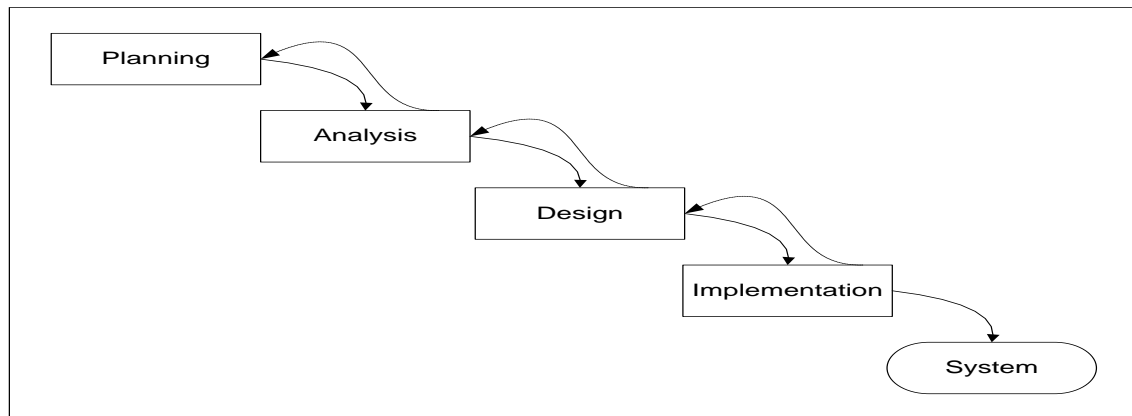 Planning
Analysis
Design
Implementation
System